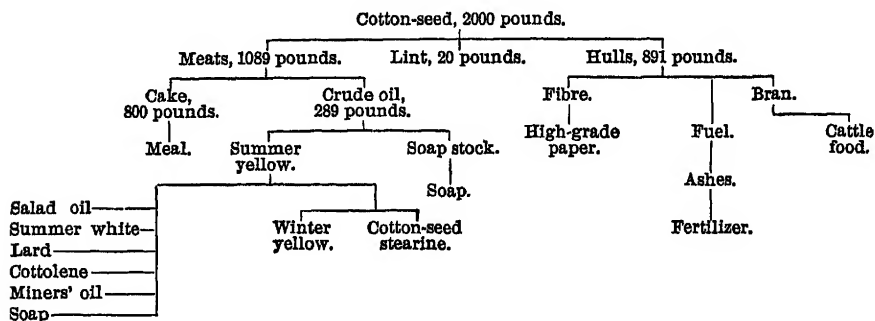 Cotton-seed, 2000 pounds.
Meats, 1089 pounds. Lint, 20 pounds. Hulls, 891 pounds.
Cake, 800 pounds.
Crude oil, 289 pounds.
Fibre. Bran.
Meal.
Summer yellow.
Soap stock.
High-grade paper.
Fuel.
Cattle food.
Soap.
Ashes.
Salad oil
Summer white
Lard
Cottolene
Miners' oil
Soap
Winter yellow.
Cotton-seed stearine.
Fertilizer.